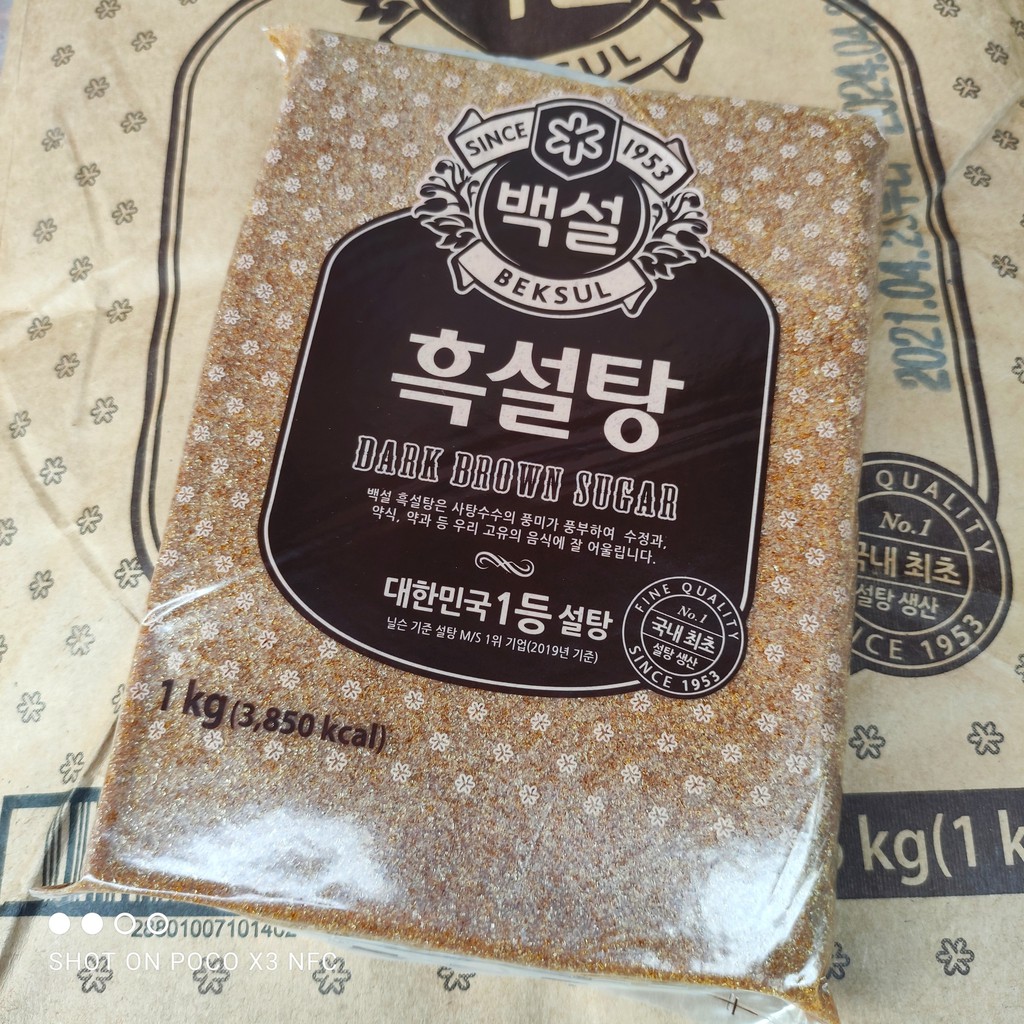 SUL
SINCE 1953
백설
BEKSUL
흑설탕
DARK BROWN SUGAR
백설 흑설탕은 사탕수수의 풍미가 풍부하여 수정과,
약식, 약과 등 우리 고유의 음식에 잘 어울립니다.
대한민국 1등 설탕
닐슨 기준 설탕 M/S 1위 기업(2019년 기준)
FINE QUALITY
No.1
국내 최초
설탕 생산
SINCE 1953
1 kg (3,850 kcal)
2021.04.25
QUALITY
No.1
국내 최초
설탕 생산
SINCE 1953
kg(1 k
SHOT ON POCO X3 NFC